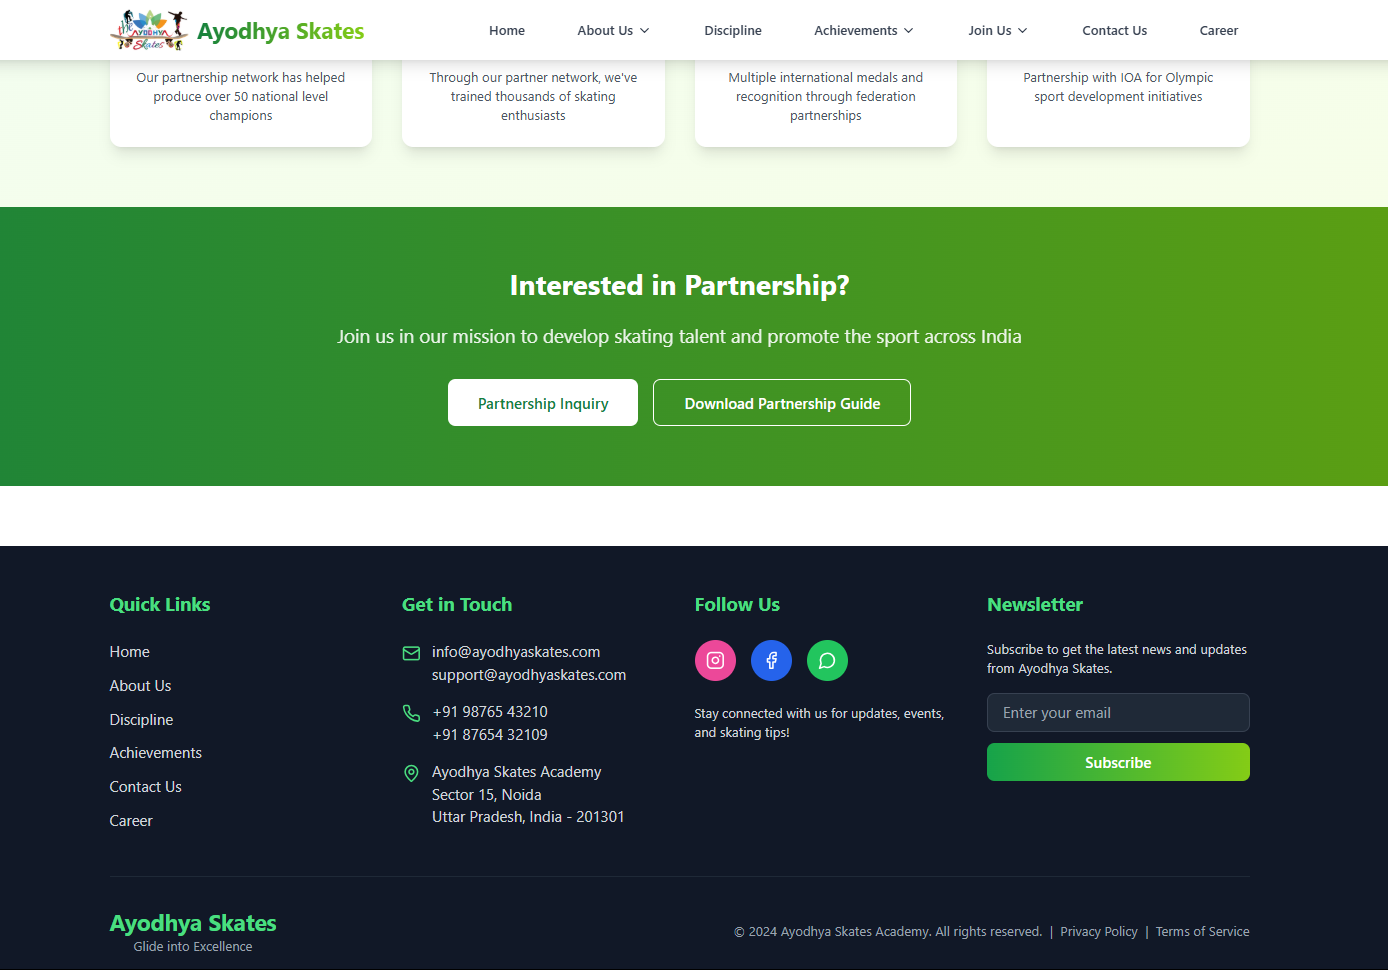 the
AYODHYA
Skates
Ayodhya Skates
Home
About Us
Discipline
Achievements
Join Us
Contact Us
Career
Our partnership network has helped
produce over 50 national level
champions
Through our partner network, we've
trained thousands of skating
enthusiasts
Multiple international medals and
recognition through federation
partnerships
Partnership with IOA for Olympic
sport development initiatives
Interested in Partnership?
Join us in our mission to develop skating talent and promote the sport across India
Partnership Inquiry
Download Partnership Guide
Quick Links
Home
About Us
Discipline
Achievements
Contact Us
Career
Get in Touch
info@ayodhyaskates.com
support@ayodhyaskates.com
+91 98765 43210
+91 87654 32109
Ayodhya Skates Academy
Sector 15, Noida
Uttar Pradesh, India - 201301
Follow Us
Stay connected with us for updates, events,
and skating tips!
Newsletter
Subscribe to get the latest news and updates
from Ayodhya Skates.
Enter your email
Subscribe
Ayodhya Skates
Glide into Excellence
© 2024 Ayodhya Skates Academy. All rights reserved. | Privacy Policy | Terms of Service